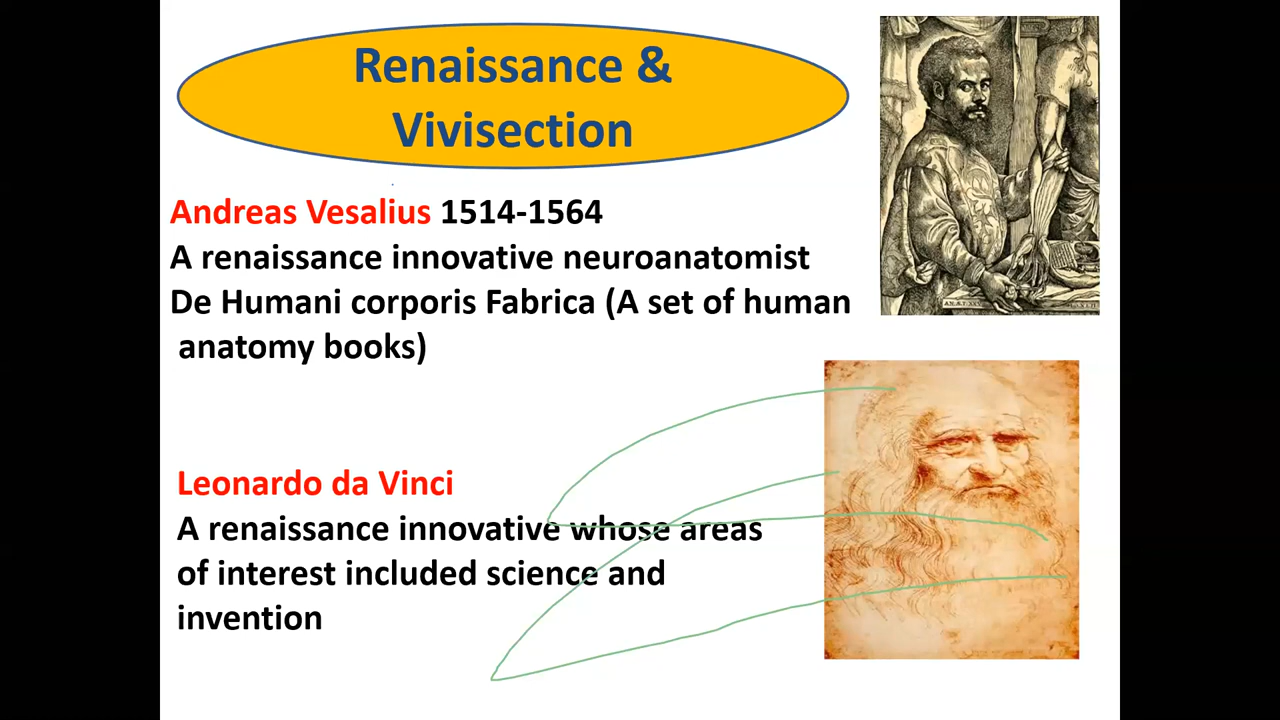 Renaissance &
Vivisection
Andreas Vesalius 1514-1564
A renaissance innovative neuroanatomist
De Humani corporis Fabrica (A set of human
anatomy books)
Leonardo da Vinci
A renaissance innovative whose areas
of interest included science and
invention